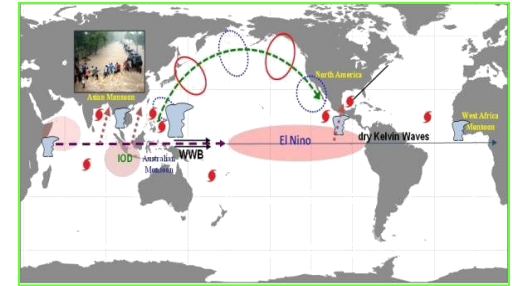 North America
Asian Monsoon
West Africa
Monsoon
El Nino
dry Kelvin Waves
WWB
IOD
Australian
Monsoon